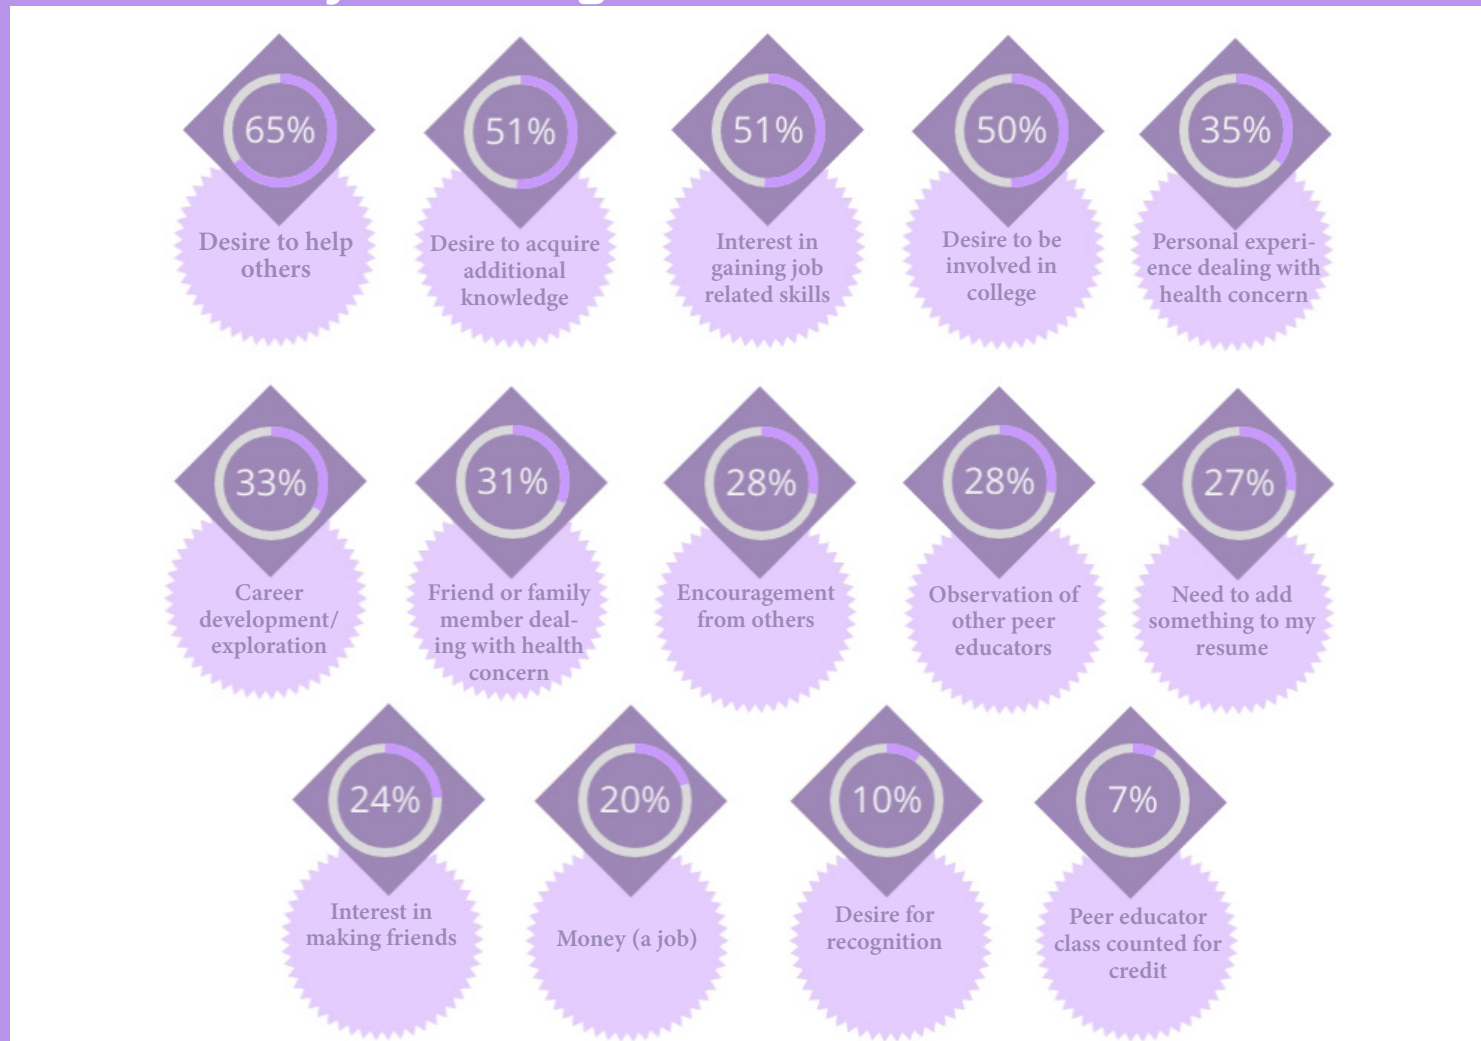 65%
51%
51%
50%
35%
Desire to help
others
Desire to acquire
additional
knowledge
Interest in
gaining job
related skills
Desire to be
involved in
college
Personal experi-
ence dealing with
health concern
33%
31%
28%
28%
27%
Career
development/
exploration
Friend or family
member deal-
ing with health
concern
Encouragement
from others
Observation of
other peer
educators
Need to add
something to my
resume
24%
20%
10%
7%
Interest in
making friends
Money (a job)
Desire for
recognition
Peer educator
class counted for
credit